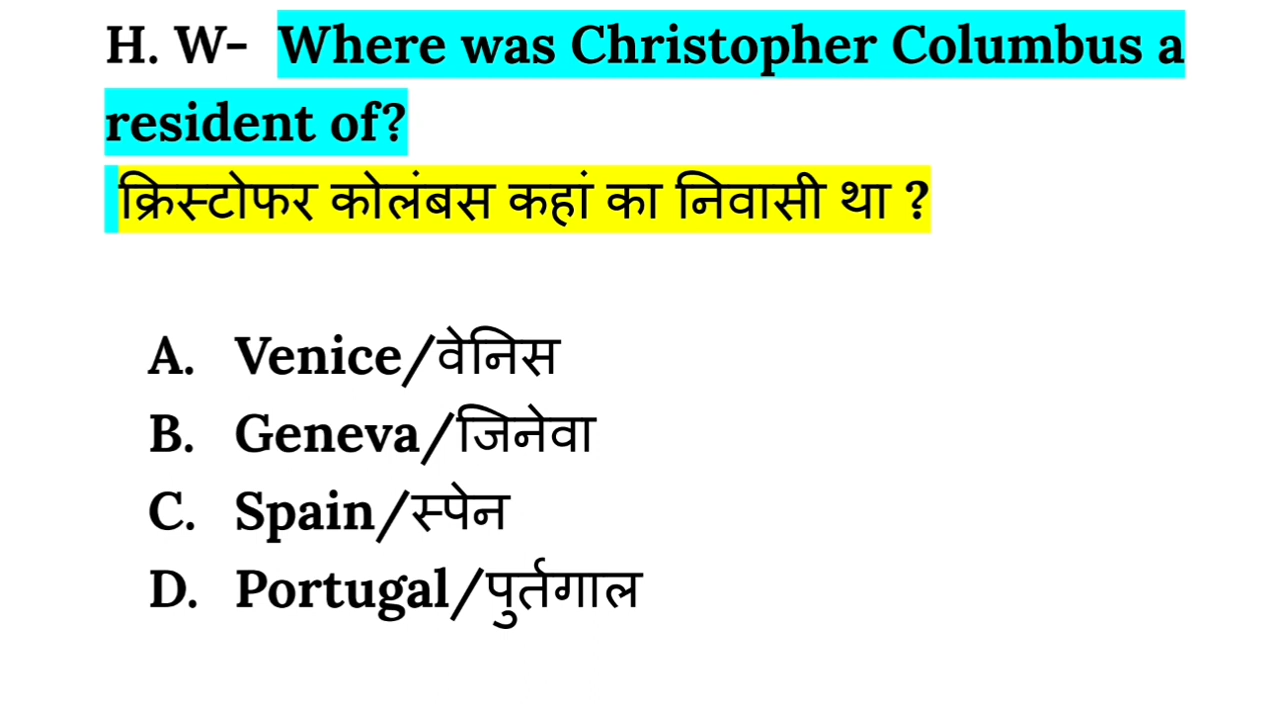 H. W- Where was Christopher Columbus a
resident of?
क्रिस्टोफर कोलंबस कहां का निवासी था ?
A. Venice/वेनिस
B. Geneva/जिनेवा
C. Spain/स्पेन
D. Portugal/पुर्तगाल